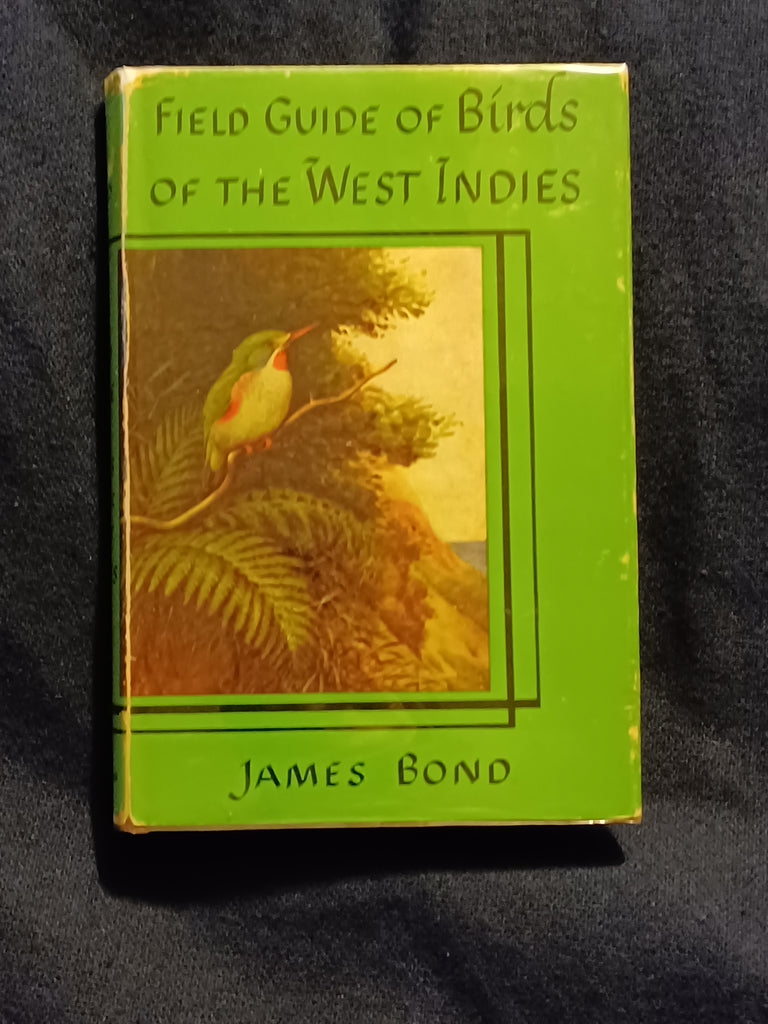 FIELD GUIDE OF Birds
OF THE WEST INDIES
JAMES BOND